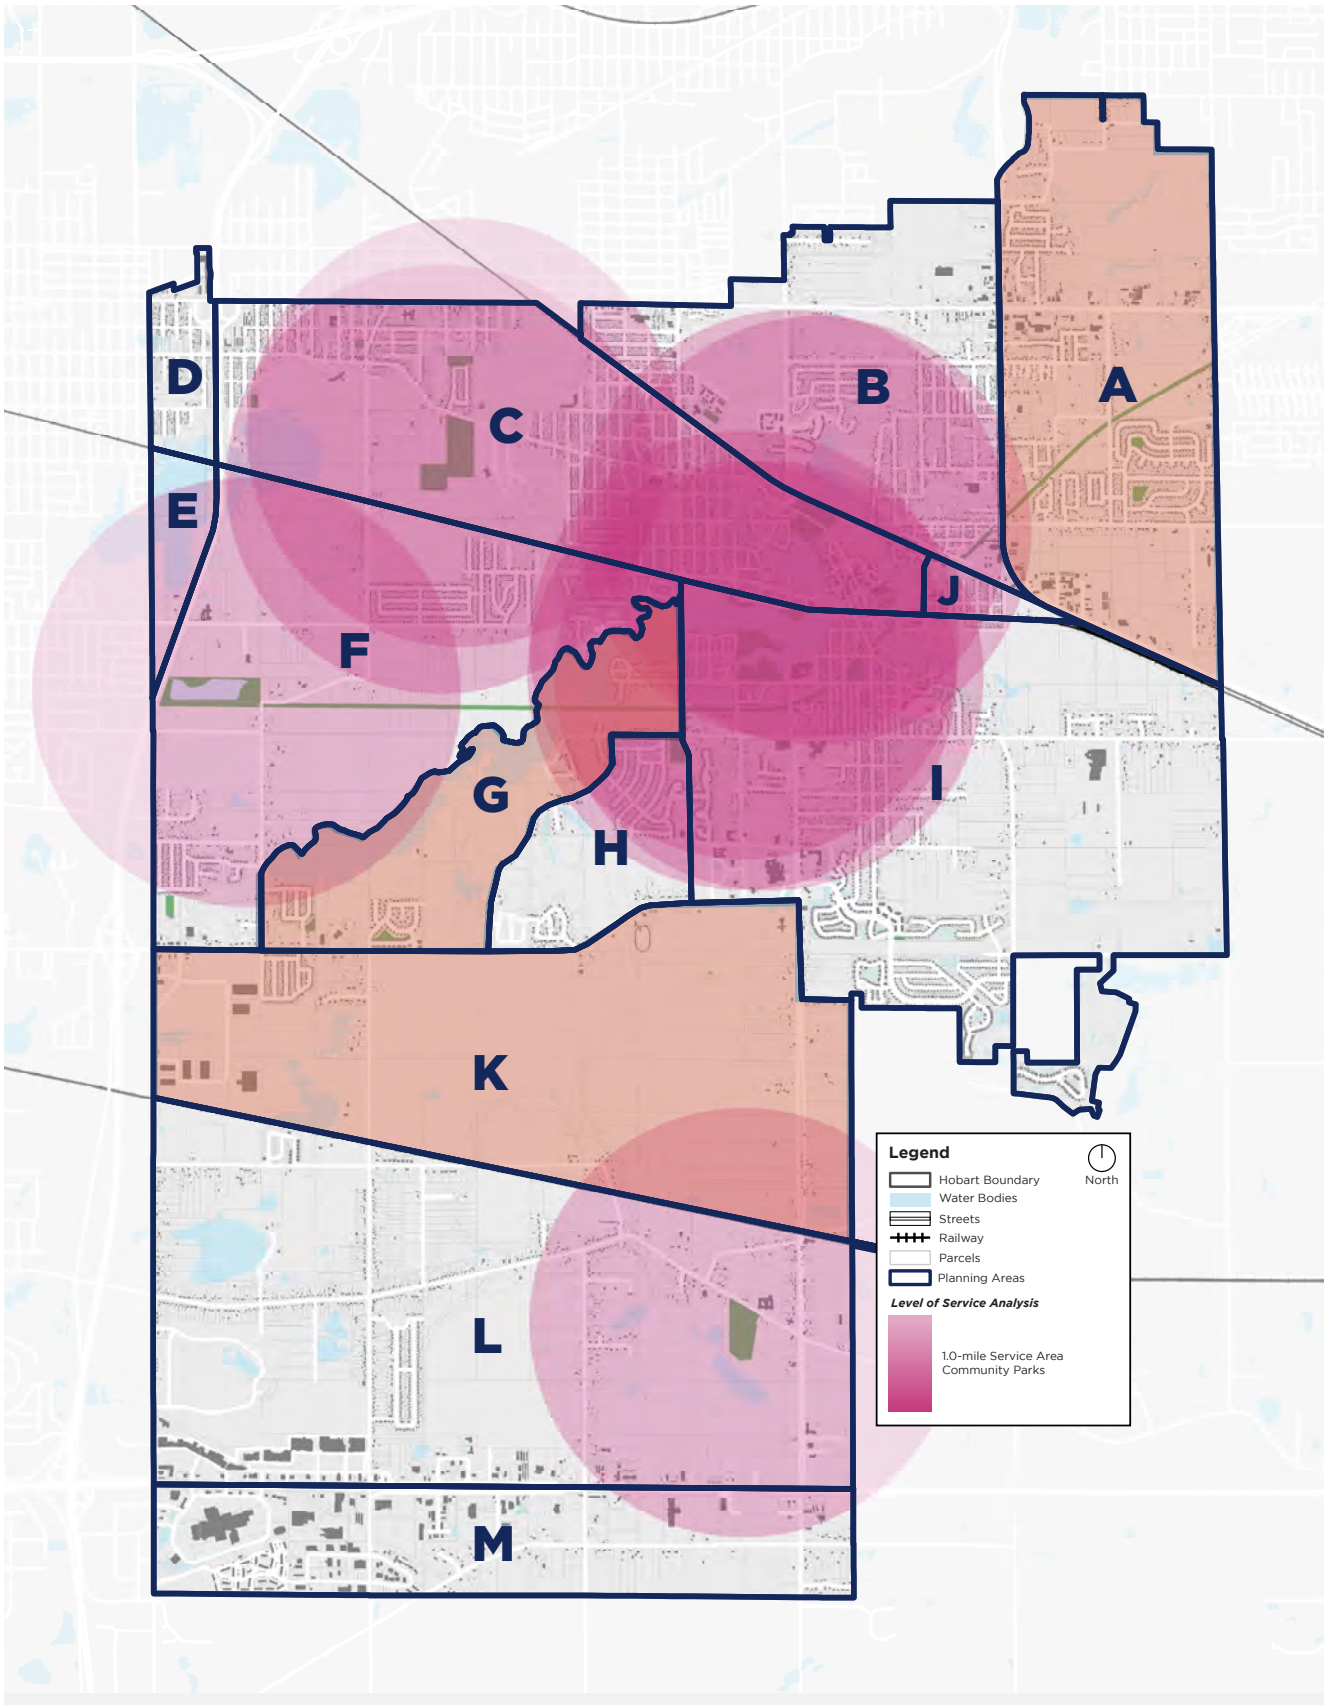 A
B
C
D
E
F
J
I
G
H
K
L
M
Legend
North
Hobart Boundary
Water Bodies
Streets
Railway
Parcels
Planning Areas
Level of Service Analysis
1.0-mile Service Area
Community Parks